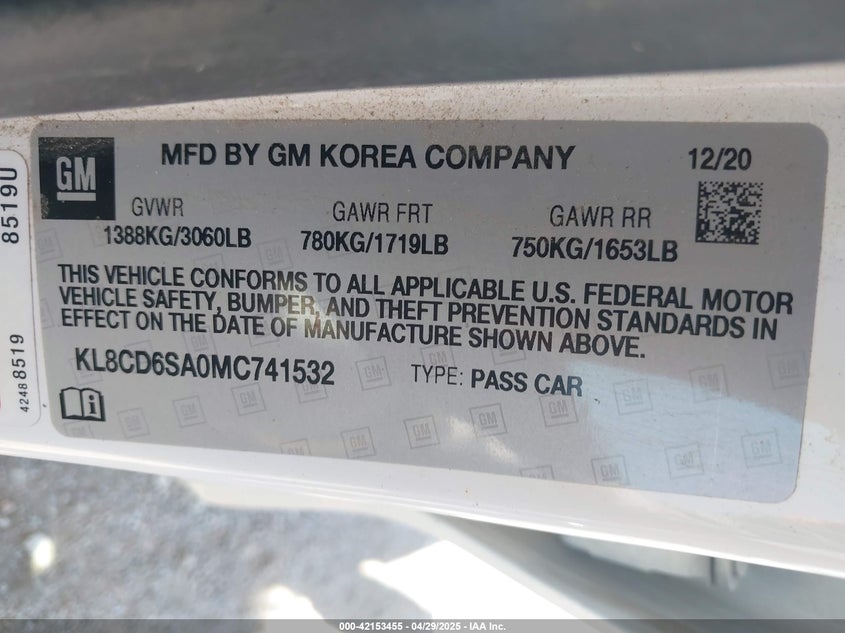 GM
MFD BY GM KOREA COMPANY 12/20
GVWR GAWR FRT GAWR RR
1388KG/3060LB 780KG/1719LB 750KG/1653LB
THIS VEHICLE CONFORMS TO ALL APPLICABLE U.S. FEDERAL MOTOR
VEHICLE SAFETY, BUMPER, AND THEFT PREVENTION STANDARDS IN
EFFECT ON THE DATE OF MANUFACTURE SHOWN ABOVE.
KL8CD6SA0MC741532 TYPE: PASS CAR
8519U
42488519
000-42153455 - 04/29/2025 - IAA Inc.